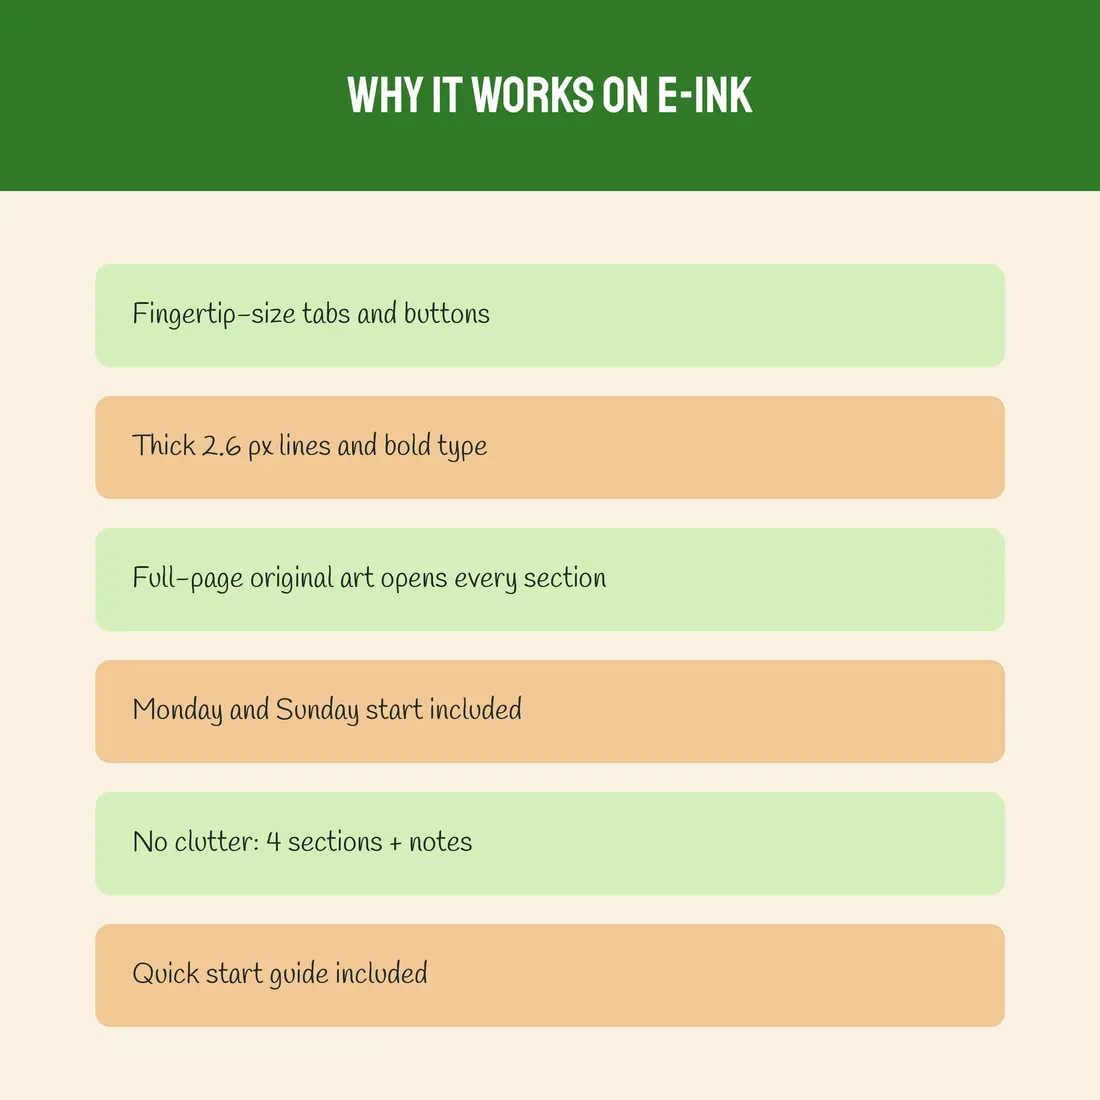 WHY IT WORKS ON E-INK
Fingertip-size tabs and buttons
Thick 2.6 px lines and bold type
Full-page original art opens every section
Monday and Sunday start included
No clutter: 4 sections + notes
Quick start guide included